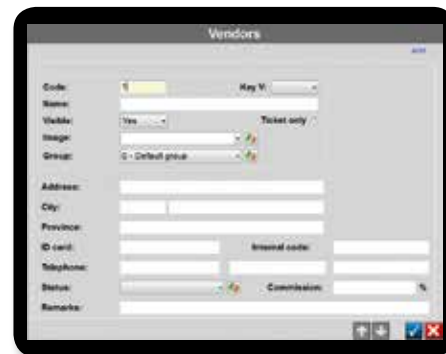 Vendors
Code:
Key V:
Name:
Visible: Yes
Ticket only
Image:
Group: 0 - Default group
Address:
City:
Province:
ID card:
Internal code:
Telephone:
Status:
Commission: %
Remarks: